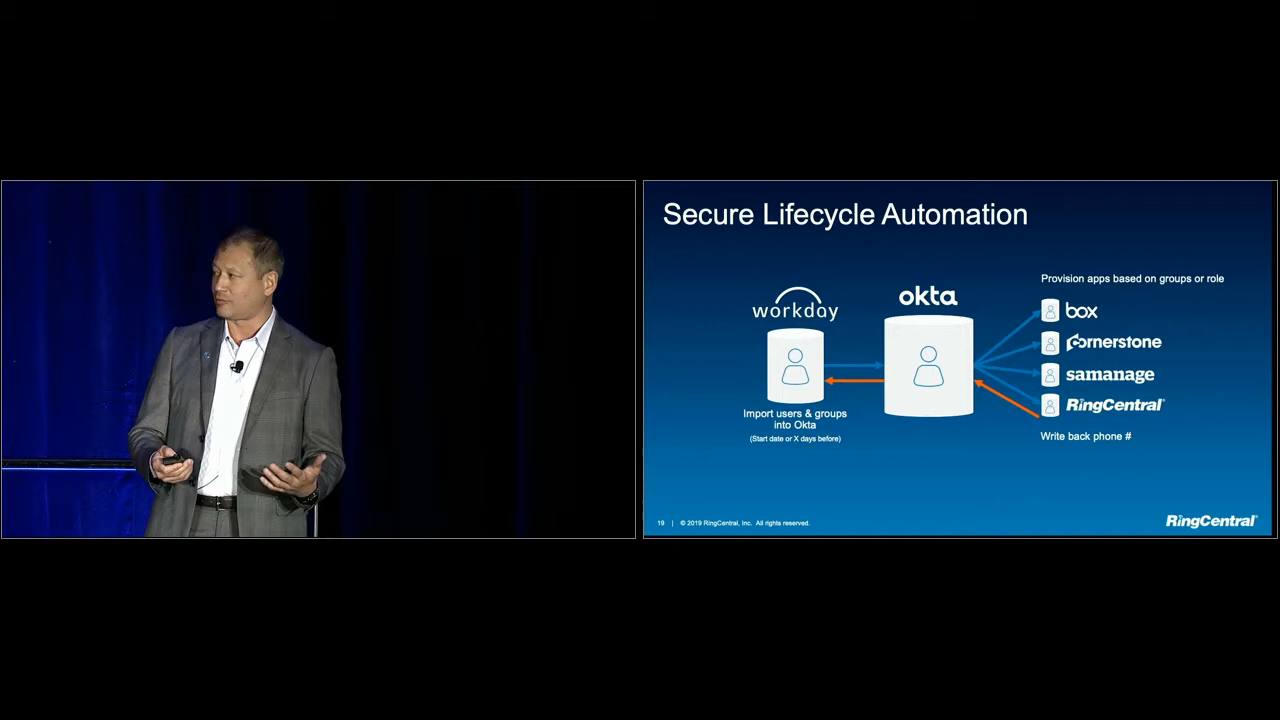 Secure Lifecycle Automation
Provision apps based on groups or role
workday
okta
box
cornerstone
samanage
RingCentral®
Import users & groups
into Okta
(Start date or X days before)
Write back phone #
19 | © 2019 RingCentral, Inc. All rights reserved.
RingCentral®